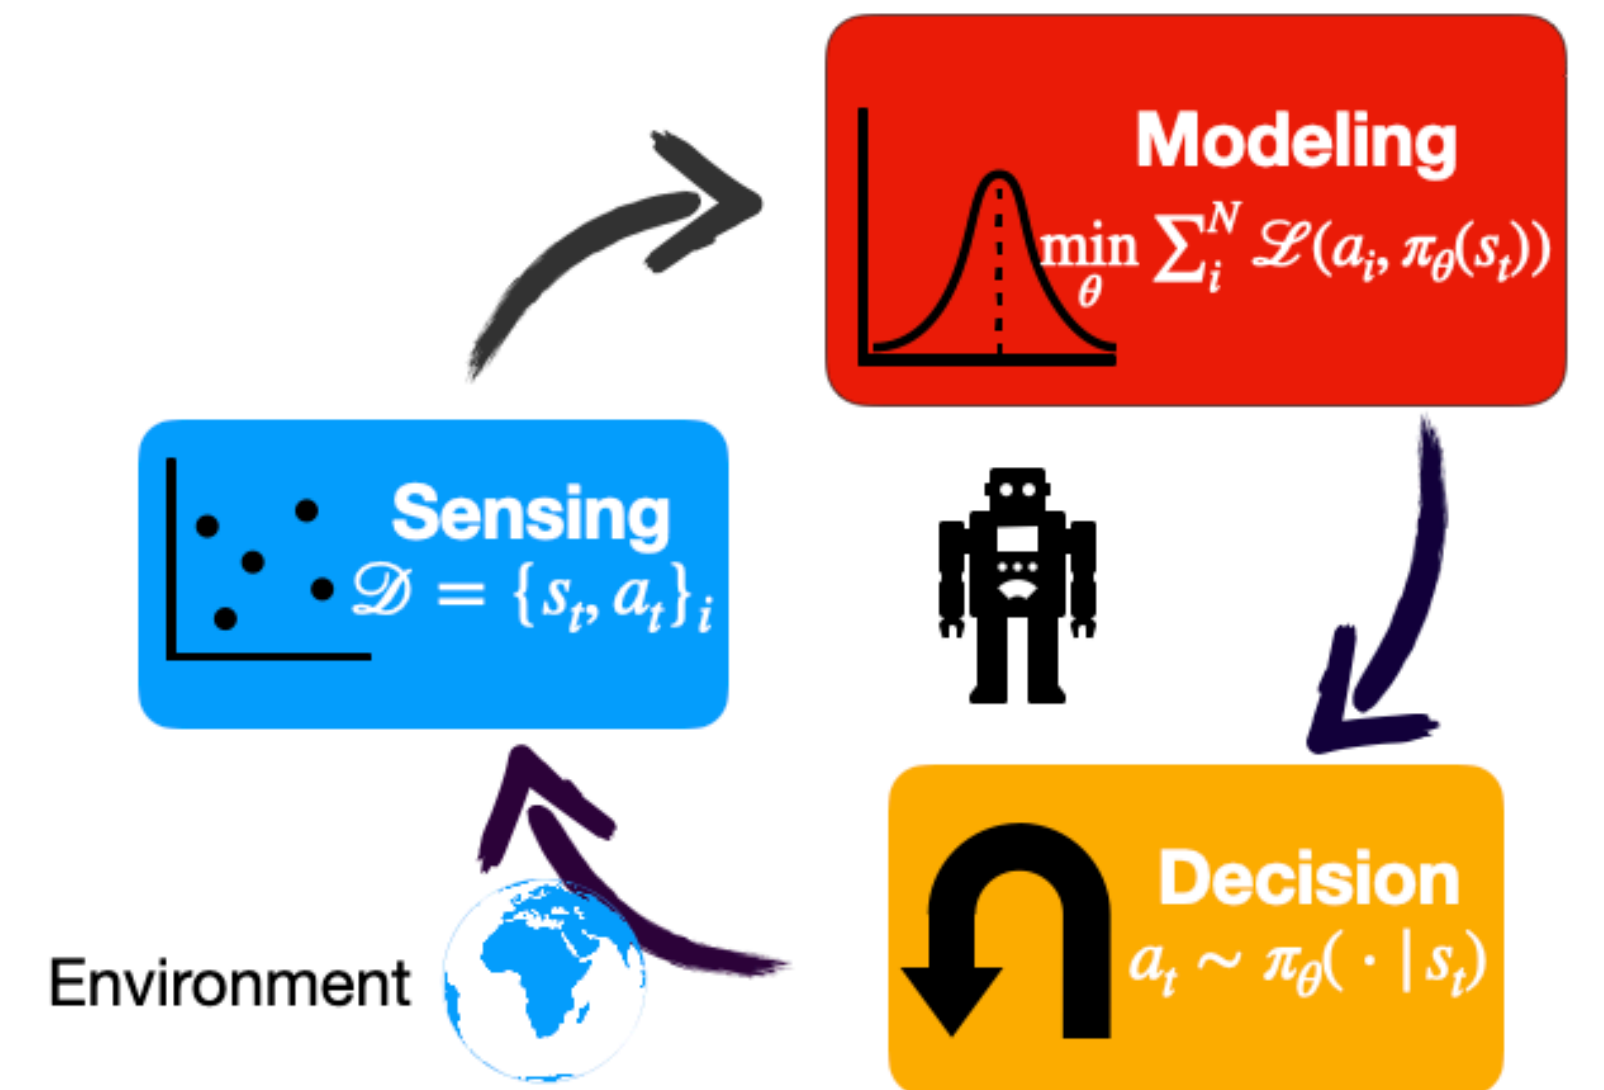 Modeling
min_θ ∑_i^N ℒ(a_i, π_θ(s_t))
Sensing
𝒟 = {s_t, a_t}_i
Decision
a_t ~ π_θ( · | s_t)
Environment